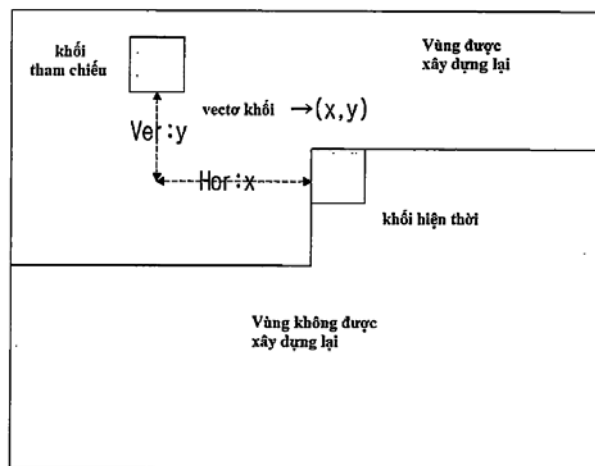 khối
tham chiếu
Vùng được
xây dựng lại
vectơ khối →(x,y)
Ver:y
Hor:x
khối hiện thời
Vùng không được
xây dựng lại